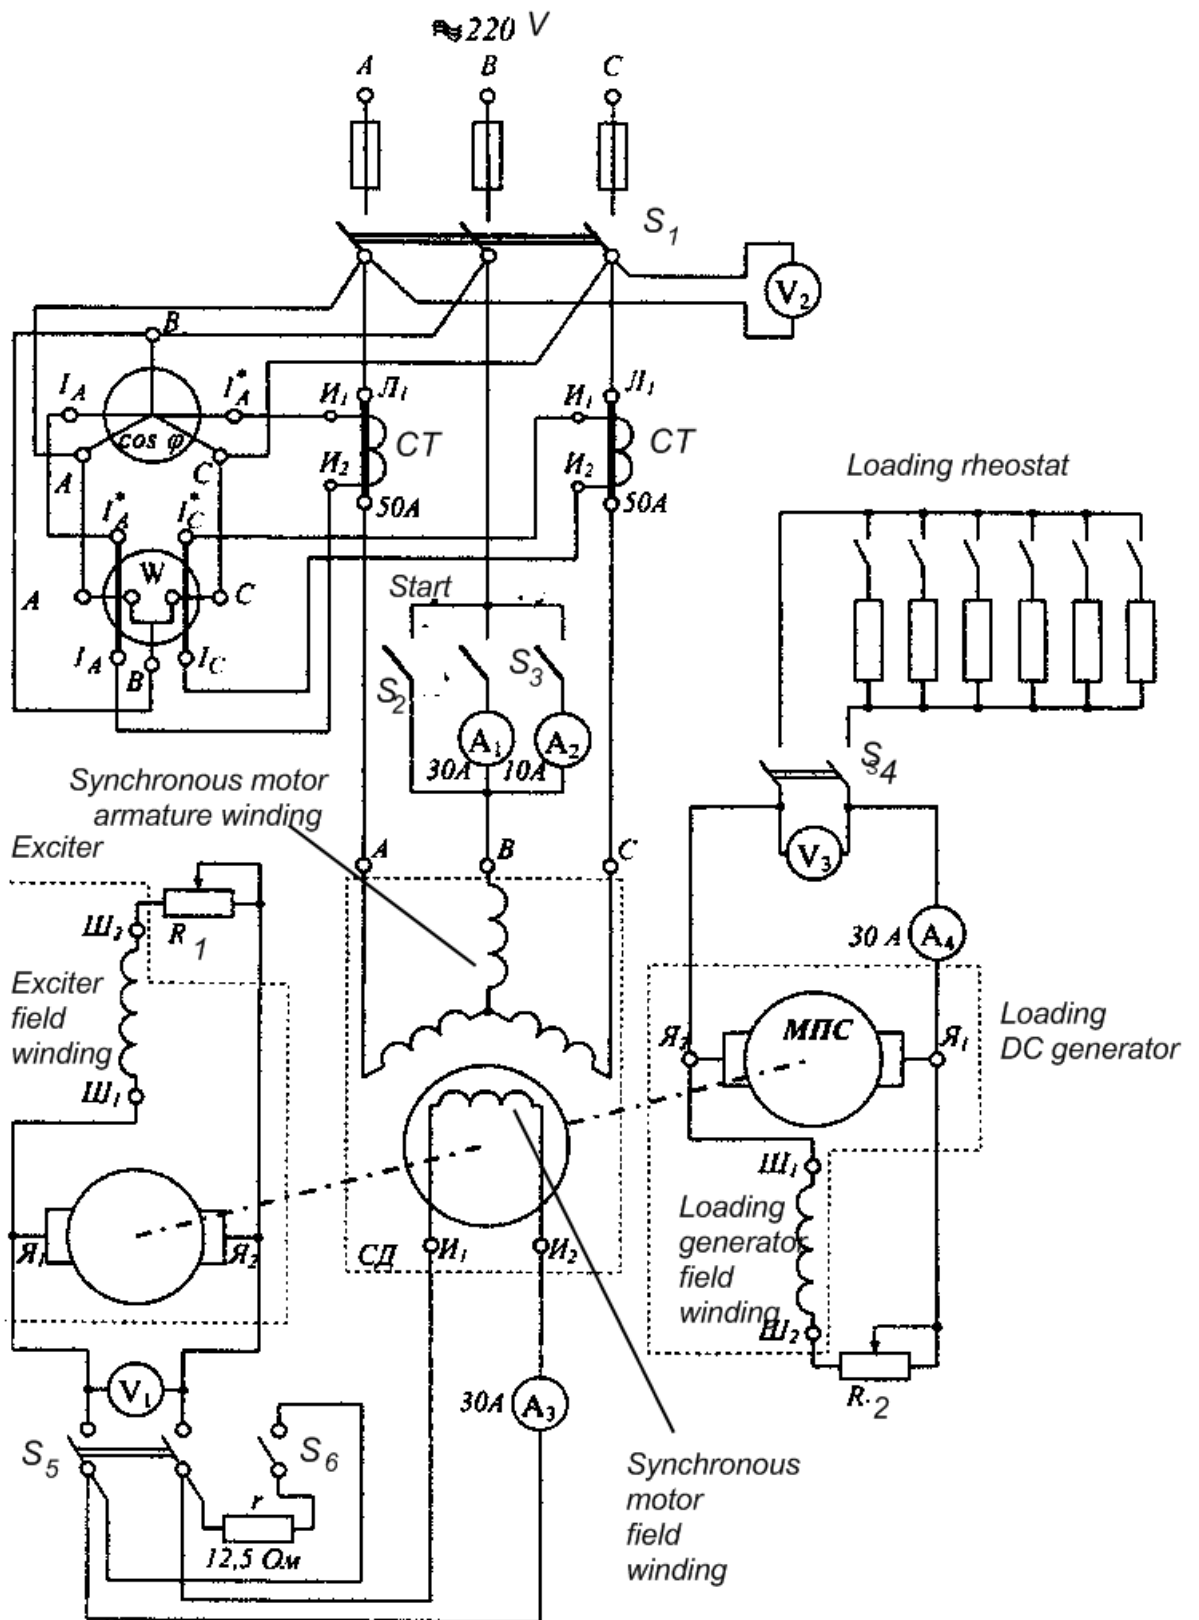 ≈220 V
A B C
S1
V2
B
IA I*A И1 Л1 И1 Л1
cos φ
CT CT
A C И2 И2
I*A I*C 50A 50A
Loading rheostat
W
A C
Start
IA B IC
S2 S3
A1 A2
30A 10A
S4
Synchronous motor
armature winding
V3
Exciter
A B C
Ш2 R1
30 A A4
Exciter
field
winding
МПС
Я2 Я1
Loading
DC generator
Ш1
Ш1
Loading
generator
field
winding
Я1 Я2
СД И1 И2
Ш2
V1
30A A3
R.2
S5 S6
r
12,5 Ом
Synchronous
motor
field
winding